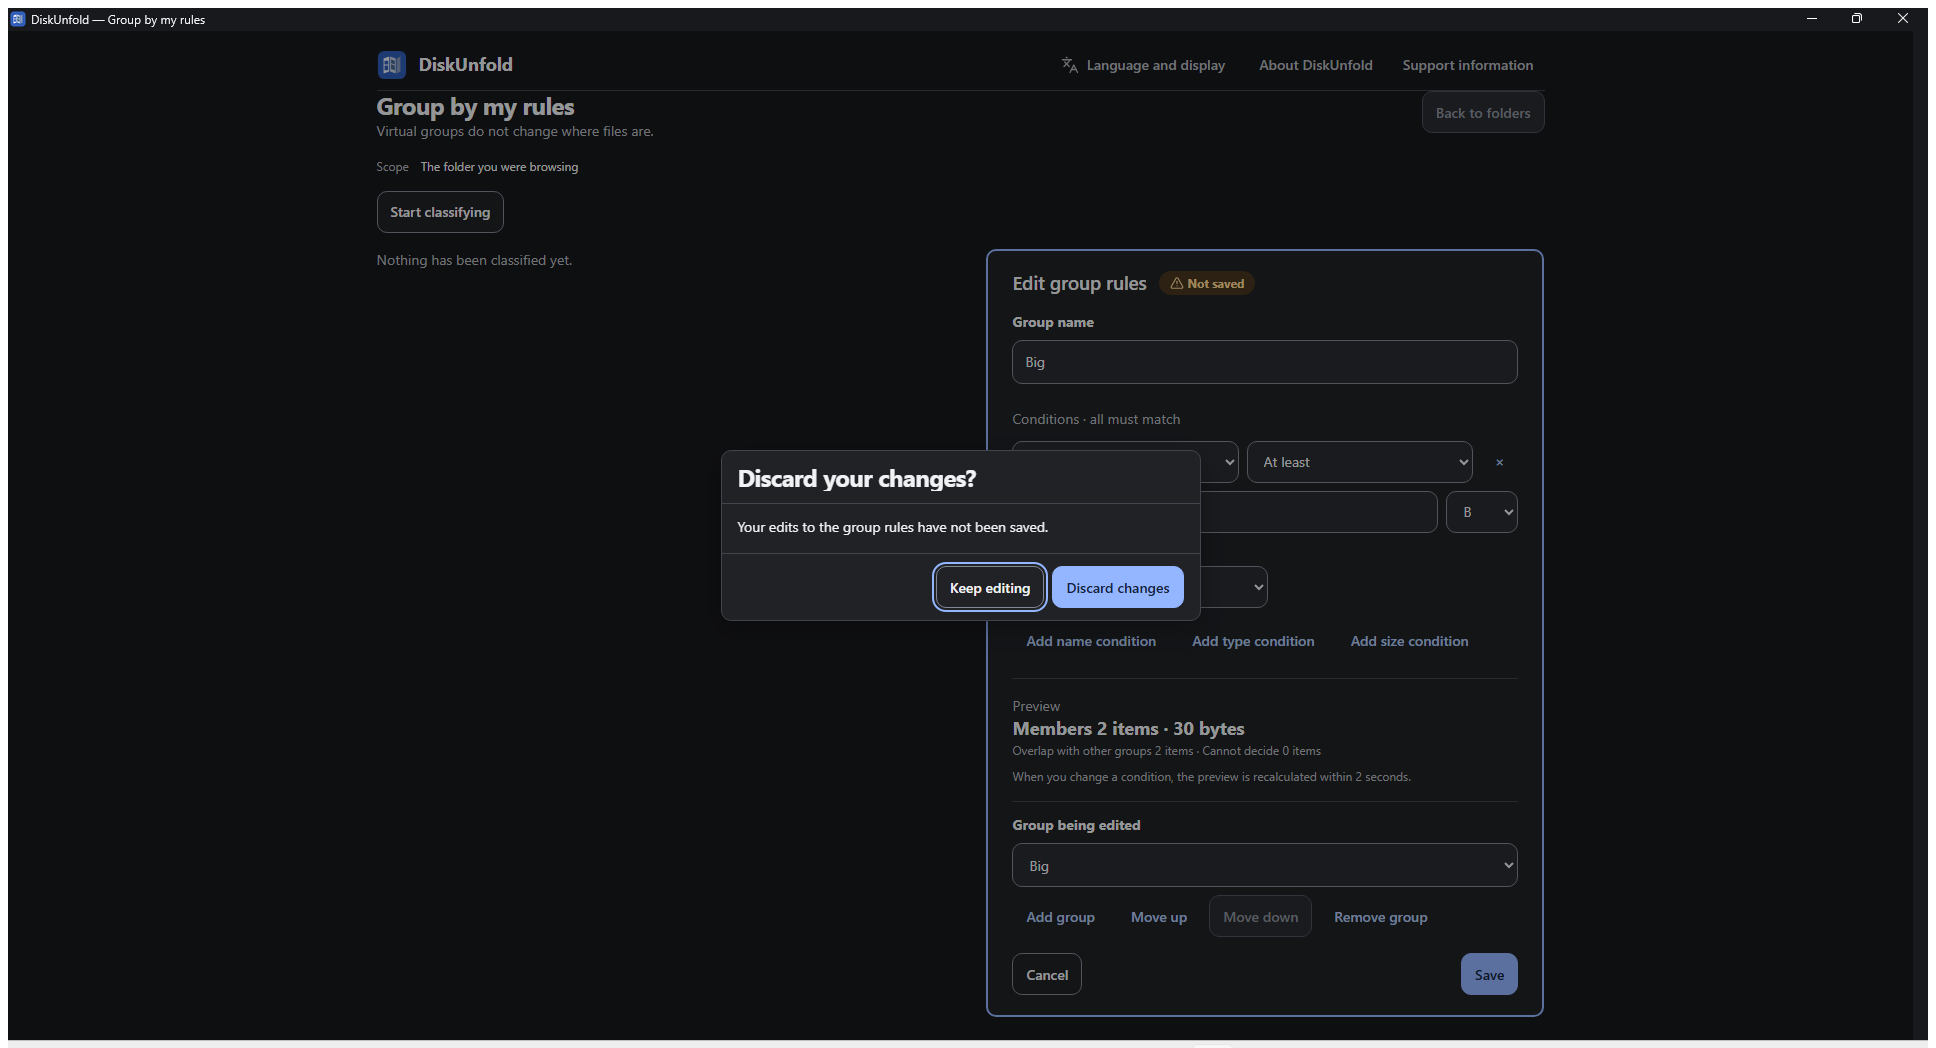 DiskUnfold — Group by my rules
DiskUnfold
Language and display
About DiskUnfold
Support information
Group by my rules
Back to folders
Virtual groups do not change where files are.
Scope The folder you were browsing
Start classifying
Nothing has been classified yet.
Edit group rules
Not saved
Group name
Big
Conditions · all must match
At least
×
B
Discard your changes?
Your edits to the group rules have not been saved.
Keep editing
Discard changes
Add name condition
Add type condition
Add size condition
Preview
Members 2 items · 30 bytes
Overlap with other groups 2 items · Cannot decide 0 items
When you change a condition, the preview is recalculated within 2 seconds.
Group being edited
Big
Add group
Move up
Move down
Remove group
Cancel
Save